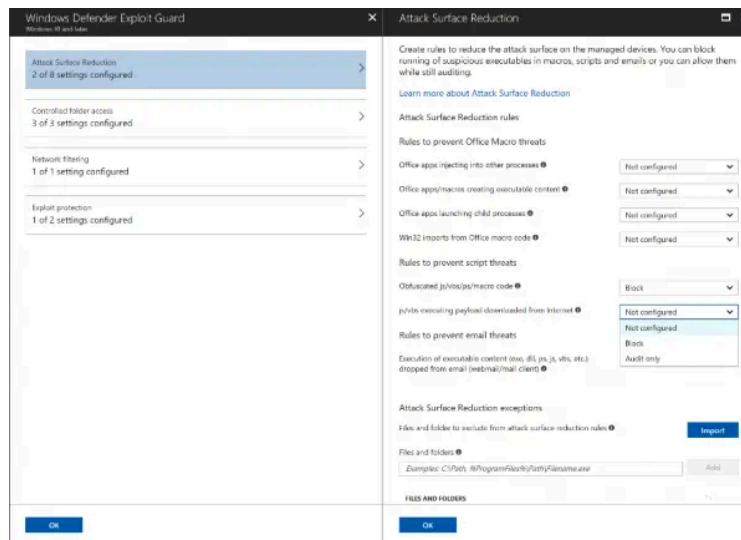 Windows Defender Exploit Guard
Windows 10 and later
Attack Surface Reduction
2 of 8 settings configured
Controlled folder access
3 of 3 settings configured
Network filtering
1 of 1 setting configured
Exploit protection
1 of 2 settings configured
OK
Attack Surface Reduction
Create rules to reduce the attack surface on the managed devices. You can block
running of suspicious executables in macros, scripts and emails or you can allow them
while still auditing.
Learn more about Attack Surface Reduction
Attack Surface Reduction rules
Rules to prevent Office Macro threats
Office apps injecting into other processes
Not configured
Office apps/macros creating executable content
Not configured
Office apps launching child processes
Not configured
Win32 imports from Office macro code
Not configured
Rules to prevent script threats
Obfuscated js/vbs/ps/macro code
Block
js/vbs executing payload downloaded from Internet
Not configured
Not configured
Block
Audit only
Rules to prevent email threats
Execution of executable content (exe, dll, ps, js, vbs, etc.)
dropped from email (webmail/mail client)
Attack Surface Reduction exceptions
Files and folder to exclude from attack surface reduction rules
Import
Files and folders
Examples: C:\Path, %ProgramFiles%\Path\Filename.exe
Add
FILES AND FOLDERS
OK